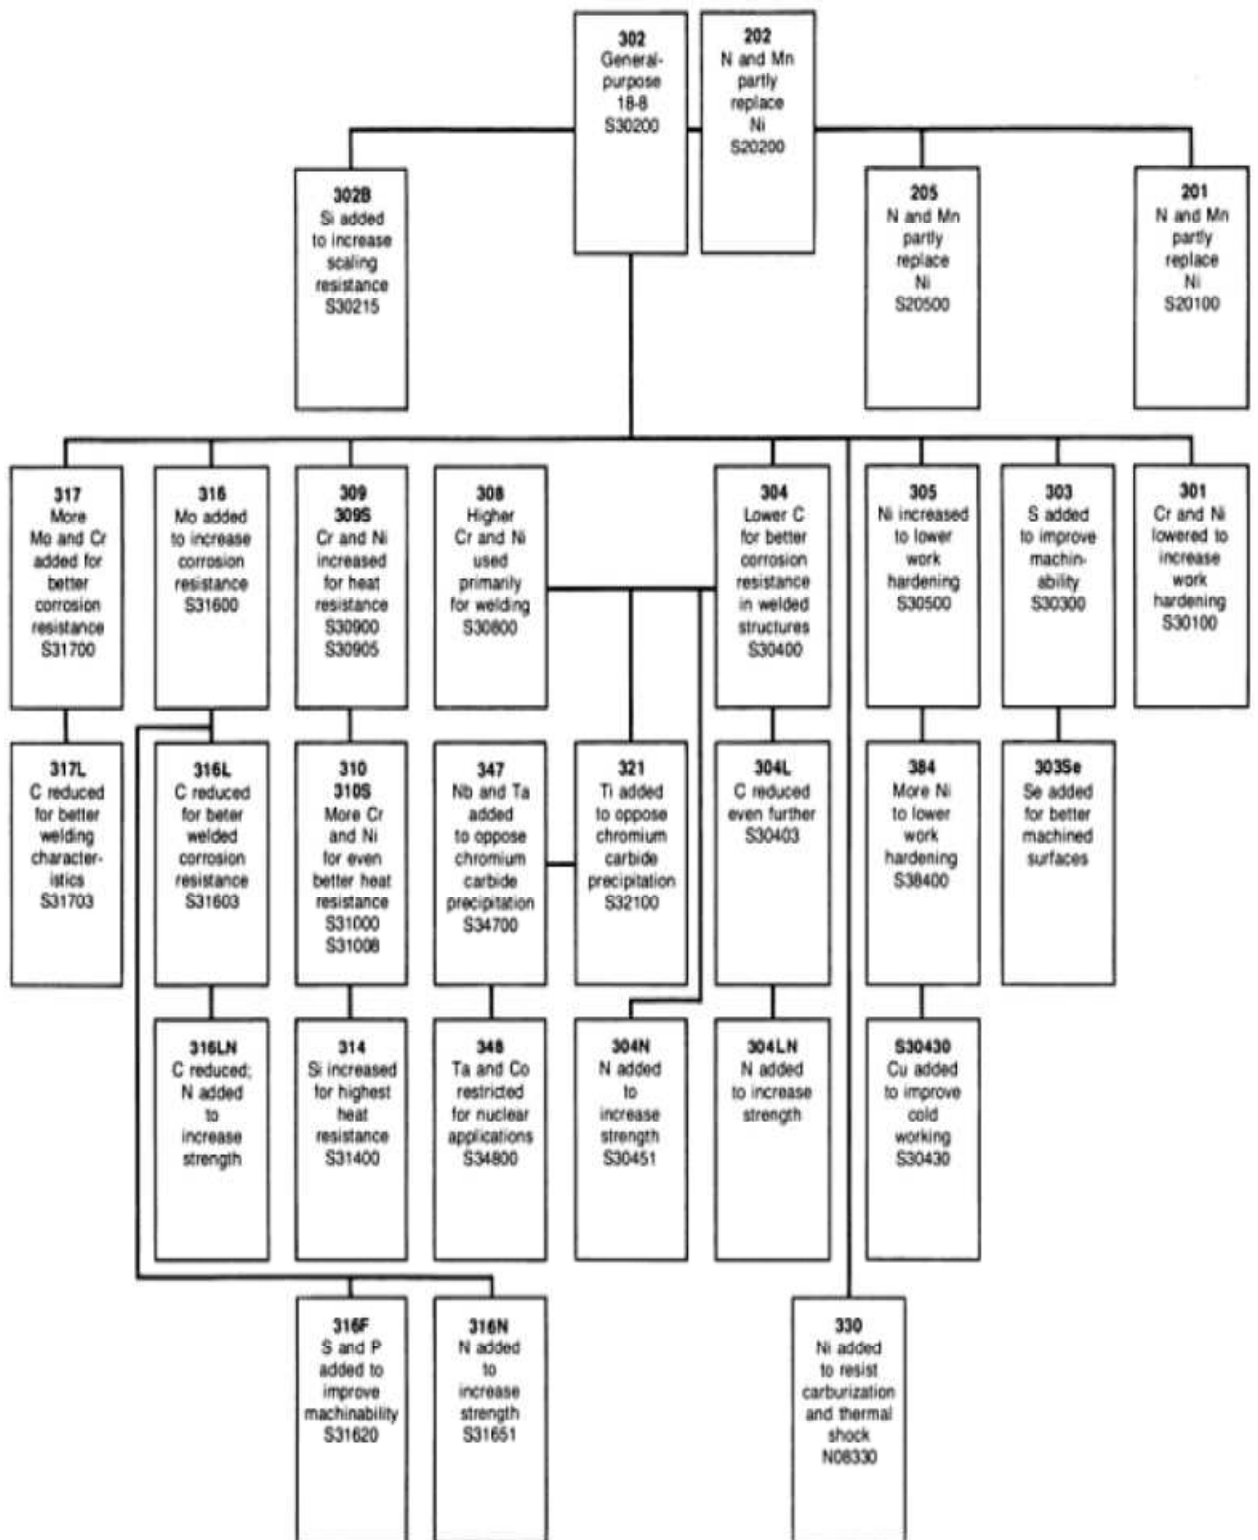 302
General-
purpose
18-8
S30200
202
N and Mn
partly
replace
Ni
S20200
302B
Si added
to increase
scaling
resistance
S30215
205
N and Mn
partly
replace
Ni
S20500
201
N and Mn
partly
replace
Ni
S20100
317
More
Mo and Cr
added for
better
corrosion
resistance
S31700
316
Mo added
to increase
corrosion
resistance
S31600
309
309S
Cr and Ni
increased
for heat
resistance
S30900
S30905
308
Higher
Cr and Ni
used
primarily
for welding
S30800
304
Lower C
for better
corrosion
resistance
in welded
structures
S30400
305
Ni increased
to lower
work
hardening
S30500
303
S added
to improve
machin-
ability
S30300
301
Cr and Ni
lowered to
increase
work
hardening
S30100
317L
C reduced
for better
welding
character-
istics
S31703
316L
C reduced
for beter
welded
corrosion
resistance
S31603
310
310S
More Cr
and Ni
for even
better heat
resistance
S31000
S31008
347
Nb and Ta
added
to oppose
chromium
carbide
precipitation
S34700
321
Ti added
to oppose
chromium
carbide
precipitation
S32100
304L
C reduced
even further
S30403
384
More Ni
to lower
work
hardening
S38400
303Se
Se added
for better
machined
surfaces
316LN
C reduced;
N added
to
increase
strength
314
Si increased
for highest
heat
resistance
S31400
348
Ta and Co
restricted
for nuclear
applications
S34800
304N
N added
to
increase
strength
S30451
304LN
N added
to increase
strength
S30430
Cu added
to improve
cold
working
S30430
316F
S and P
added to
improve
machinability
S31620
316N
N added
to
increase
strength
S31651
330
Ni added
to resist
carburization
and thermal
shock
N08330